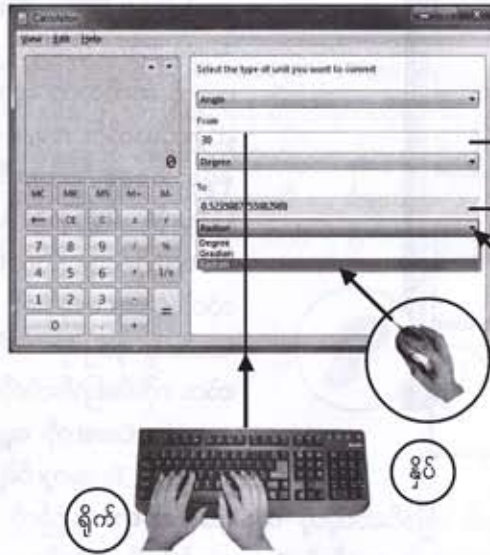 Calculator
View Edit Help
Select the type of unit you want to convert
Angle
From
30
Degree
To
Radian
Degree
Gradian
0
MC MR MS M+ M-
CE C ±
7 8 9 / %
4 5 6 * 1/x
1 2 3 - =
0 . +
နှိပ်
ရိုက်